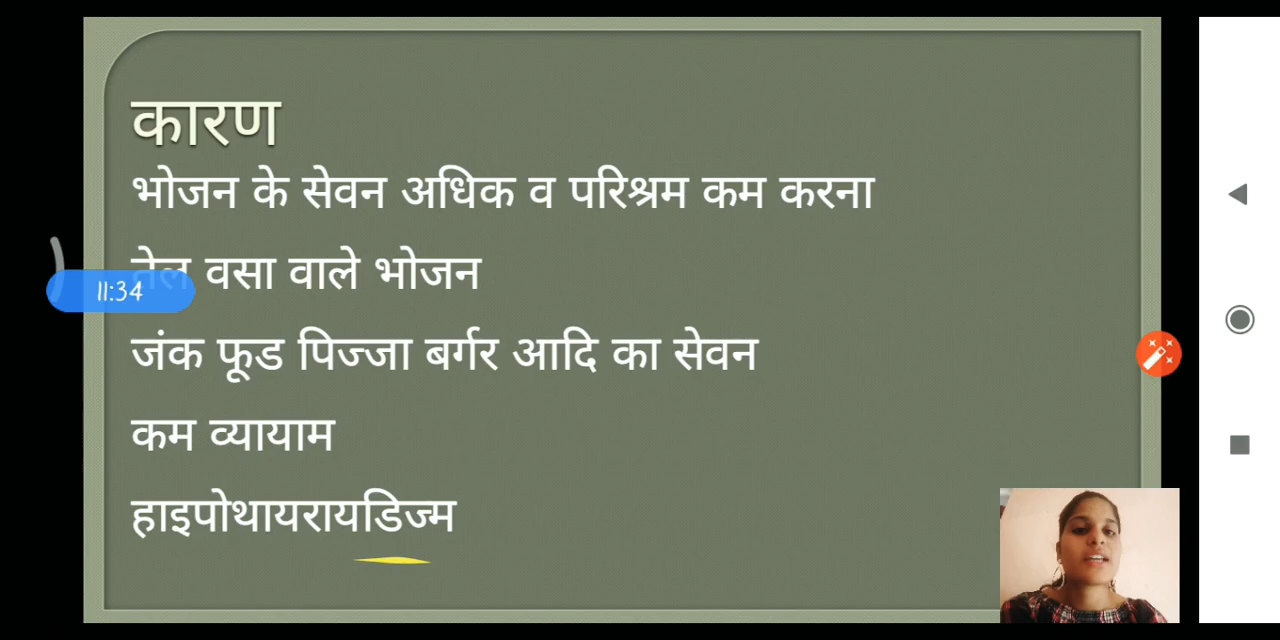 कारण
भोजन के सेवन अधिक व परिश्रम कम करना
तेल वसा वाले भोजन
11:34
जंक फूड पिज्जा बर्गर आदि का सेवन
कम व्यायाम
हाइपोथायरायडिज्म